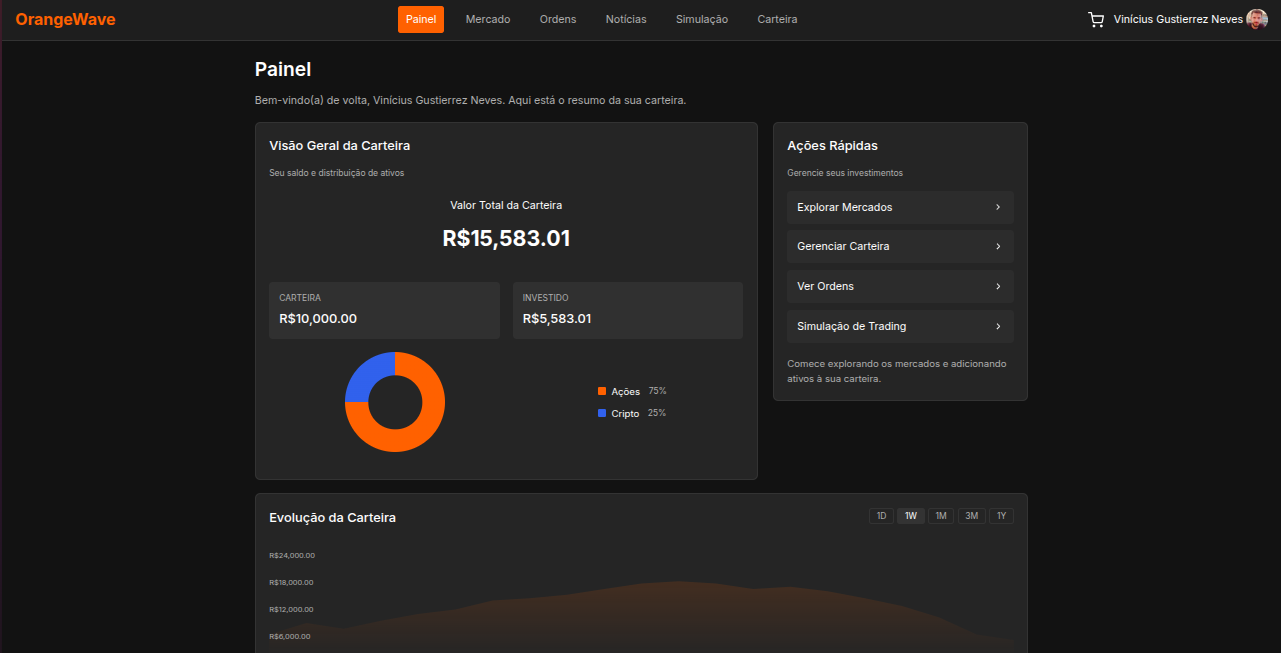 OrangeWave
Painel Mercado Ordens Notícias Simulação Carteira
Vinícius Gustierrez Neves
Painel
Bem-vindo(a) de volta, Vinícius Gustierrez Neves. Aqui está o resumo da sua carteira.
Visão Geral da Carteira
Seu saldo e distribuição de ativos
Valor Total da Carteira
R$15,583.01
CARTEIRA
R$10,000.00
INVESTIDO
R$5,583.01
Ações 75%
Cripto 25%
Ações Rápidas
Gerencie seus investimentos
Explorar Mercados
Gerenciar Carteira
Ver Ordens
Simulação de Trading
Comece explorando os mercados e adicionando
ativos à sua carteira.
Evolução da Carteira
1D 1W 1M 3M 1Y
R$24,000.00
R$18,000.00
R$12,000.00
R$6,000.00